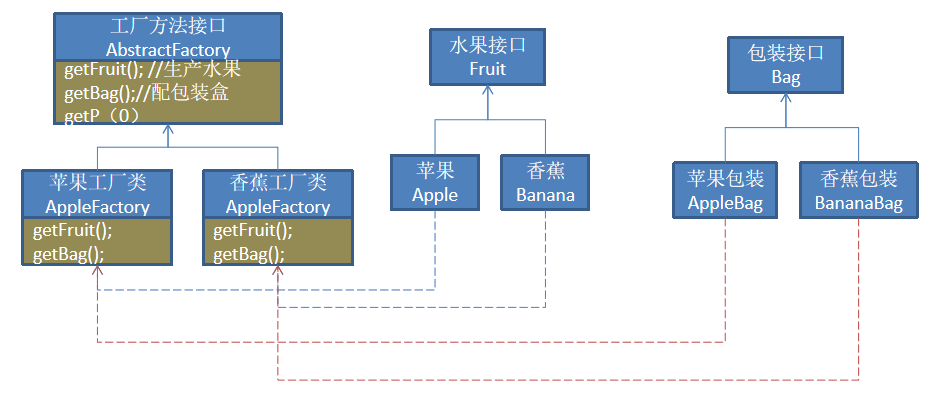 工厂方法接口
AbstractFactory
getFruit(); //生产水果
getBag();//配包装盒
getP（0）
水果接口
Fruit
包装接口
Bag
苹果工厂类
AppleFactory
getFruit();
getBag();
香蕉工厂类
AppleFactory
getFruit();
getBag();
苹果
Apple
香蕉
Banana
苹果包装
AppleBag
香蕉包装
BananaBag